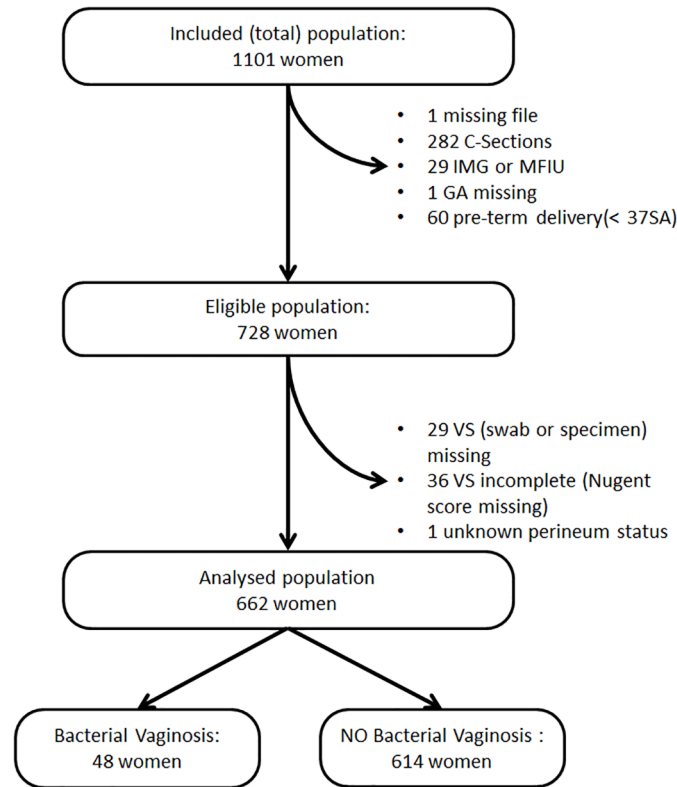 Included (total) population:
1101 women
• 1 missing file
• 282 C-Sections
• 29 IMG or MFIU
• 1 GA missing
• 60 pre-term delivery(< 37SA)
Eligible population:
728 women
• 29 VS (swab or specimen)
missing
• 36 VS incomplete (Nugent
score missing)
• 1 unknown perineum status
Analysed population
662 women
Bacterial Vaginosis:
48 women
NO Bacterial Vaginosis :
614 women